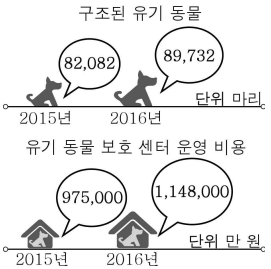 구조된 유기 동물
82,082
89,732
단위 마리
2015년
2016년
유기 동물 보호 센터 운영 비용
975,000
1,148,000
단위 만 원
2015년
2016년